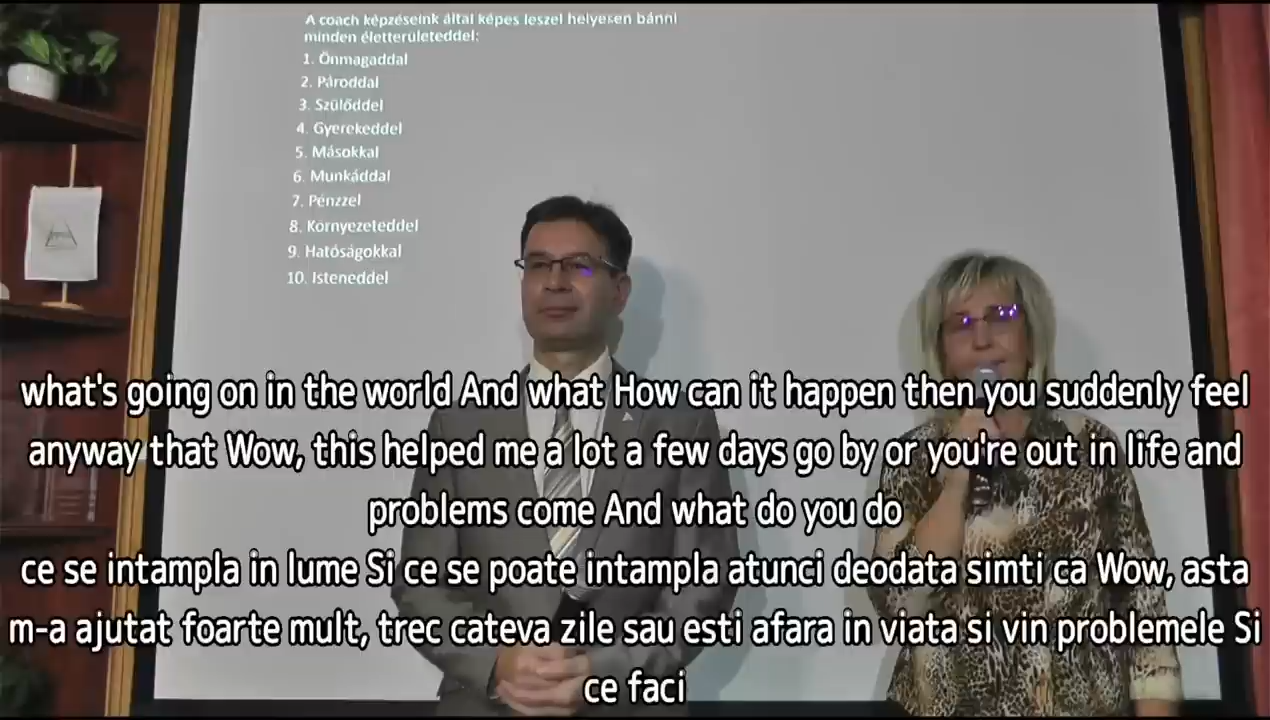 A coach képzéseink által képes leszel helyesen bánni
minden életterületeddel:
1. Önmagaddal
2. Pároddal
3. Szülőddel
4. Gyerekeddel
5. Másokkal
6. Munkáddal
7. Pénzzel
8. Környezeteddel
9. Hatóságokkal
10. Isteneddel
what's going on in the world And what How can it happen then you suddenly feel
anyway that Wow, this helped me a lot a few days go by or you're out in life and
problems come And what do you do
ce se intampla in lume Si ce se poate intampla atunci deodata simti ca Wow, asta
m-a ajutat foarte mult, trec cateva zile sau esti afara in viata si vin problemele Si
ce faci